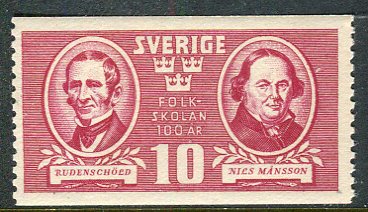 SVERIGE
FOLK-
SKOLAN
100 ÅR
10
RUDENSCHÖLD
NILS MÅNSSON